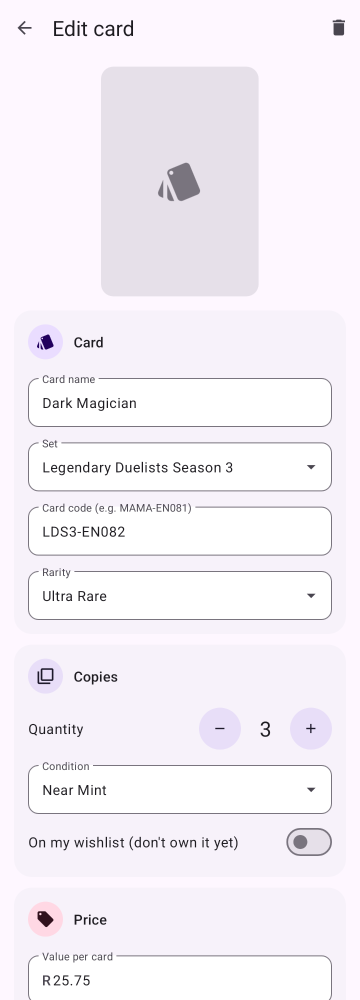 Edit card
Card
Card name
Dark Magician
Set
Legendary Duelists Season 3
Card code (e.g. MAMA-EN081)
LDS3-EN082
Rarity
Ultra Rare
Copies
Quantity
− 3 +
Condition
Near Mint
On my wishlist (don't own it yet)
Price
Value per card
R 25.75